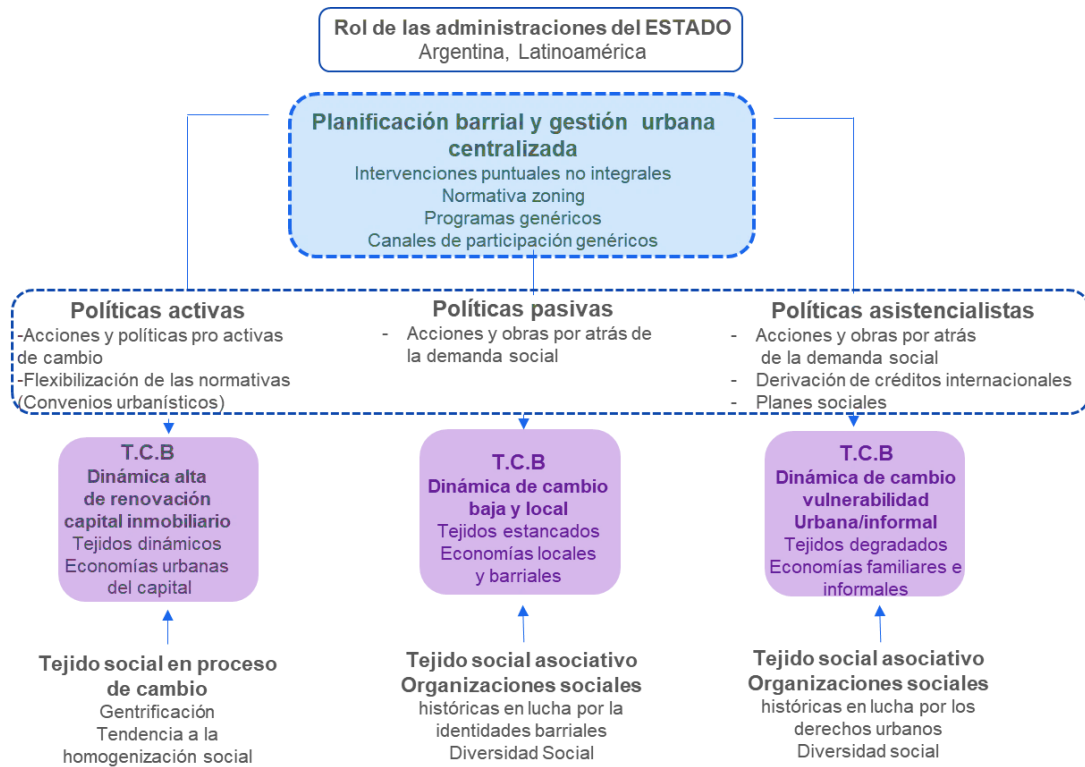 Rol de las administraciones del ESTADO
Argentina, Latinoamérica
Planificación barrial y gestión urbana
centralizada
Intervenciones puntuales no integrales
Normativa zoning
Programas genéricos
Canales de participación genéricos
Políticas activas
-Acciones y políticas pro activas
de cambio
-Flexibilización de las normativas
(Convenios urbanísticos)
Políticas pasivas
- Acciones y obras por atrás de
la demanda social
Políticas asistencialistas
- Acciones y obras por atrás
de la demanda social
- Derivación de créditos internacionales
- Planes sociales
T.C.B
Dinámica alta
de renovación
capital inmobiliario
Tejidos dinámicos
Economías urbanas
del capital
T.C.B
Dinámica de cambio
baja y local
Tejidos estancados
Economías locales
y barriales
T.C.B
Dinámica de cambio
vulnerabilidad
Urbana/informal
Tejidos degradados
Economías familiares e
informales
Tejido social en proceso
de cambio
Gentrificación
Tendencia a la
homogenización social
Tejido social asociativo
Organizaciones sociales
históricas en lucha por la
identidades barriales
Diversidad Social
Tejido social asociativo
Organizaciones sociales
históricas en lucha por los
derechos urbanos
Diversidad social